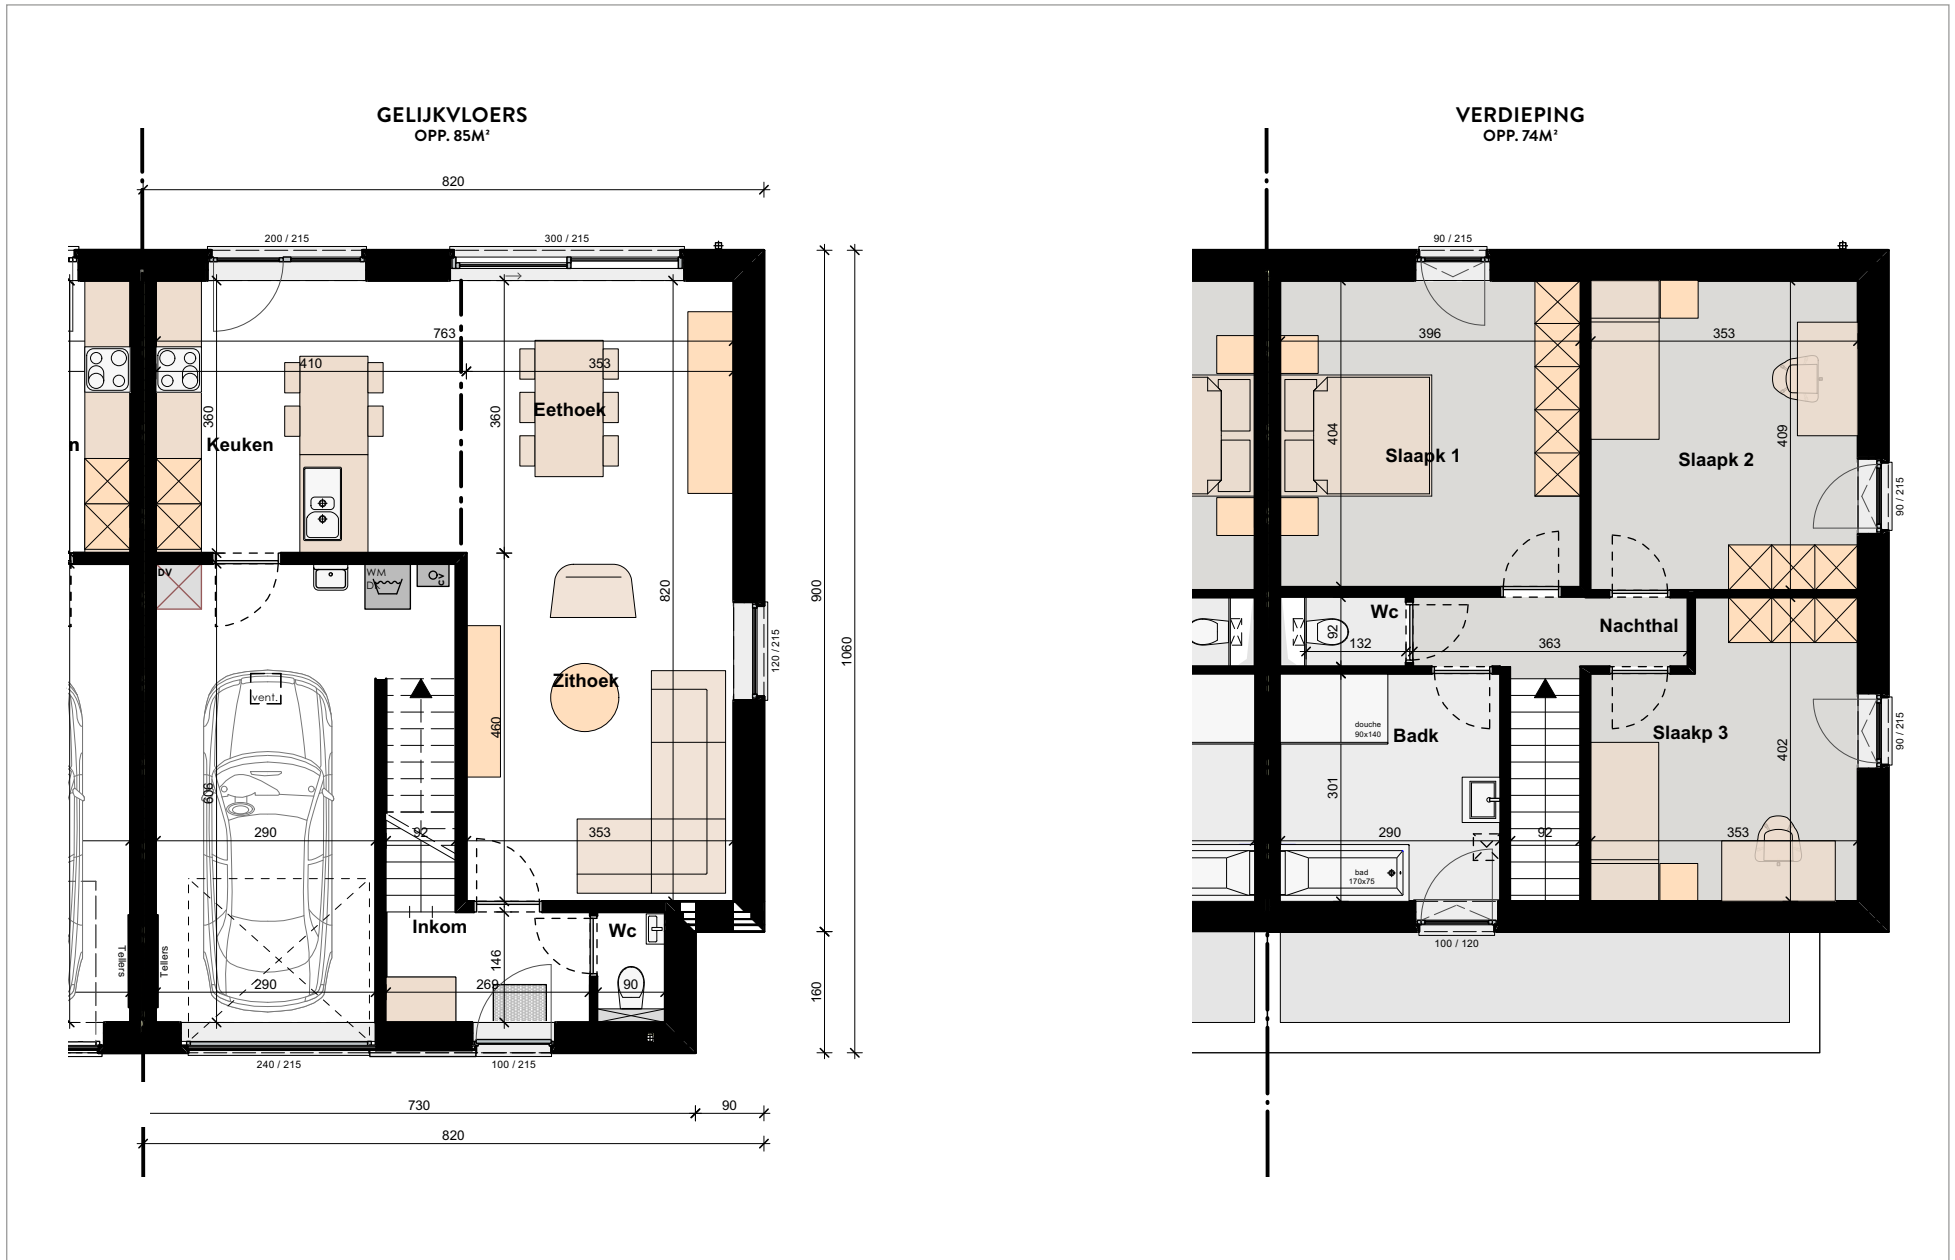 GELIJKVLOERS
OPP. 85M²
820
200 / 215
300 / 215
763
410
353
360
360
n
Keuken
Eethoek
DV
WM
CV
vent.
820
900
1060
120 / 215
Zithoek
460
606
290
92
353
Inkom
Wc
Tellers
Tellers
146
290
269
90
160
240 / 215
100 / 215
730
90
820
VERDIEPING
OPP. 74M²
90 / 215
396
353
404
409
Slaapk 1
Slaapk 2
90 / 215
Wc
92
132
Nachthal
363
douche
90x140
Badk
Slaakp 3
90 / 215
301
402
290
92
353
bad
170x75
100 / 120